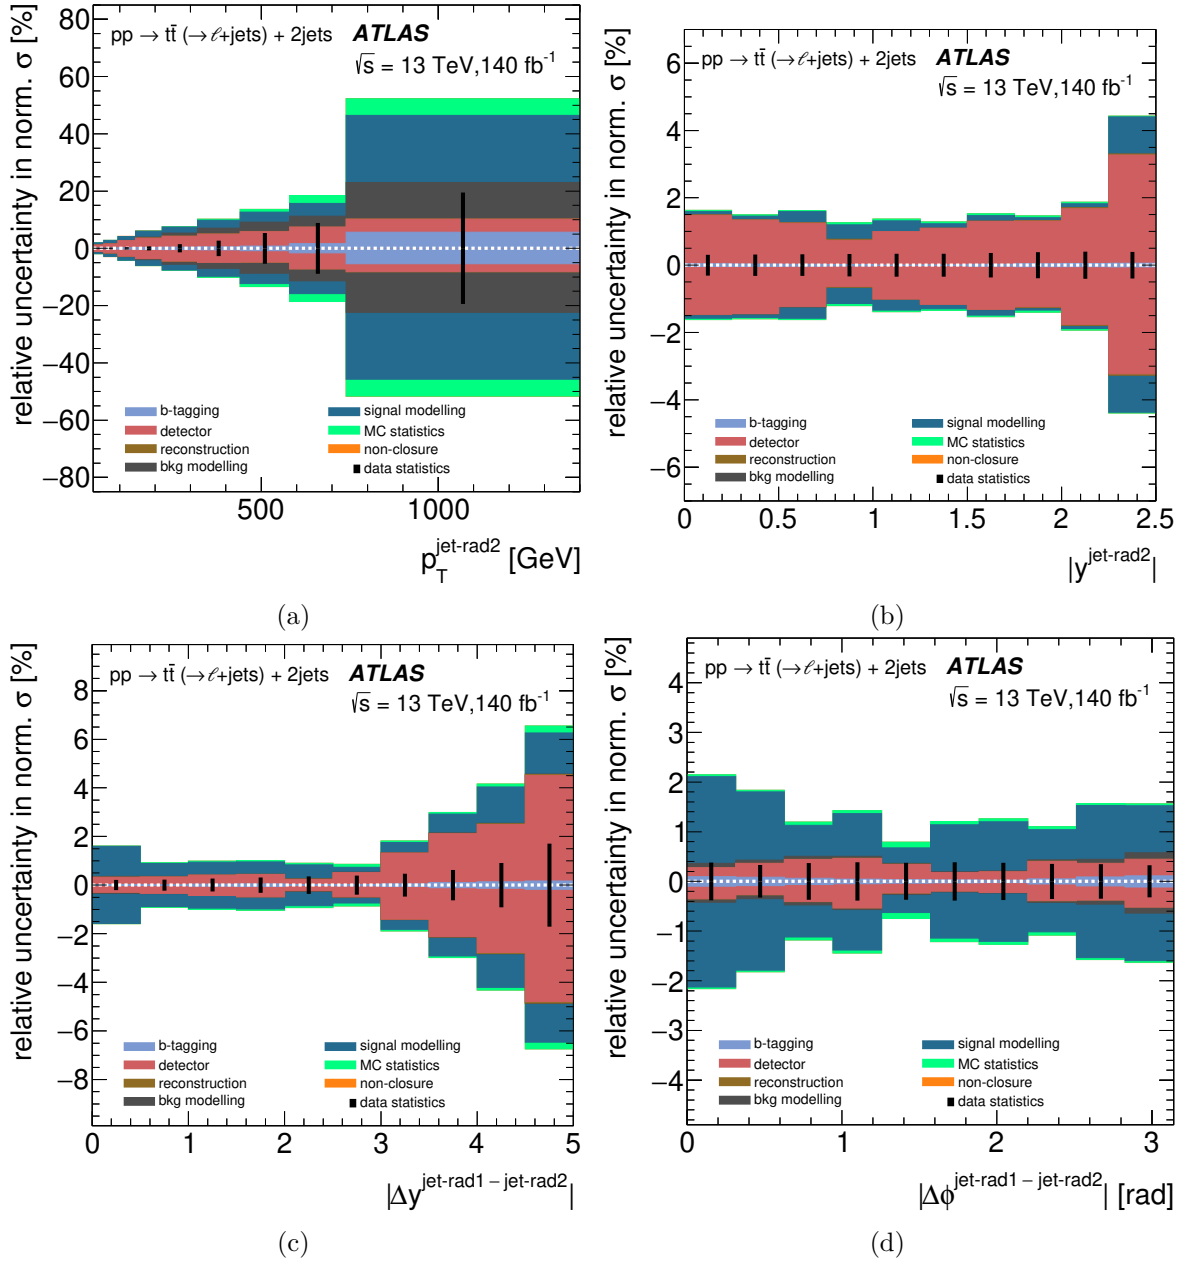 relative uncertainty in norm. σ [%]
pp → tt̄ (→ℓ+jets) + 2jets ATLAS
√s = 13 TeV,140 fb⁻¹
80
60
40
20
0
−20
−40
−60
−80
b-tagging
detector
reconstruction
bkg modelling
signal modelling
MC statistics
non-closure
data statistics
500 1000
p_T^jet-rad2 [GeV]
(a)
relative uncertainty in norm. σ [%]
pp → tt̄ (→ℓ+jets) + 2jets ATLAS
√s = 13 TeV,140 fb⁻¹
6
4
2
0
−2
−4
−6
b-tagging
detector
reconstruction
bkg modelling
signal modelling
MC statistics
non-closure
data statistics
0 0.5 1 1.5 2 2.5
|y^jet-rad2|
(b)
relative uncertainty in norm. σ [%]
pp → tt̄ (→ℓ+jets) + 2jets ATLAS
√s = 13 TeV,140 fb⁻¹
8
6
4
2
0
−2
−4
−6
−8
b-tagging
detector
reconstruction
bkg modelling
signal modelling
MC statistics
non-closure
data statistics
0 1 2 3 4 5
|Δy^jet-rad1 − jet-rad2|
(c)
relative uncertainty in norm. σ [%]
pp → tt̄ (→ℓ+jets) + 2jets ATLAS
√s = 13 TeV,140 fb⁻¹
4
3
2
1
0
−1
−2
−3
−4
b-tagging
detector
reconstruction
bkg modelling
signal modelling
MC statistics
non-closure
data statistics
0 1 2 3
|Δϕ^jet-rad1 − jet-rad2| [rad]
(d)